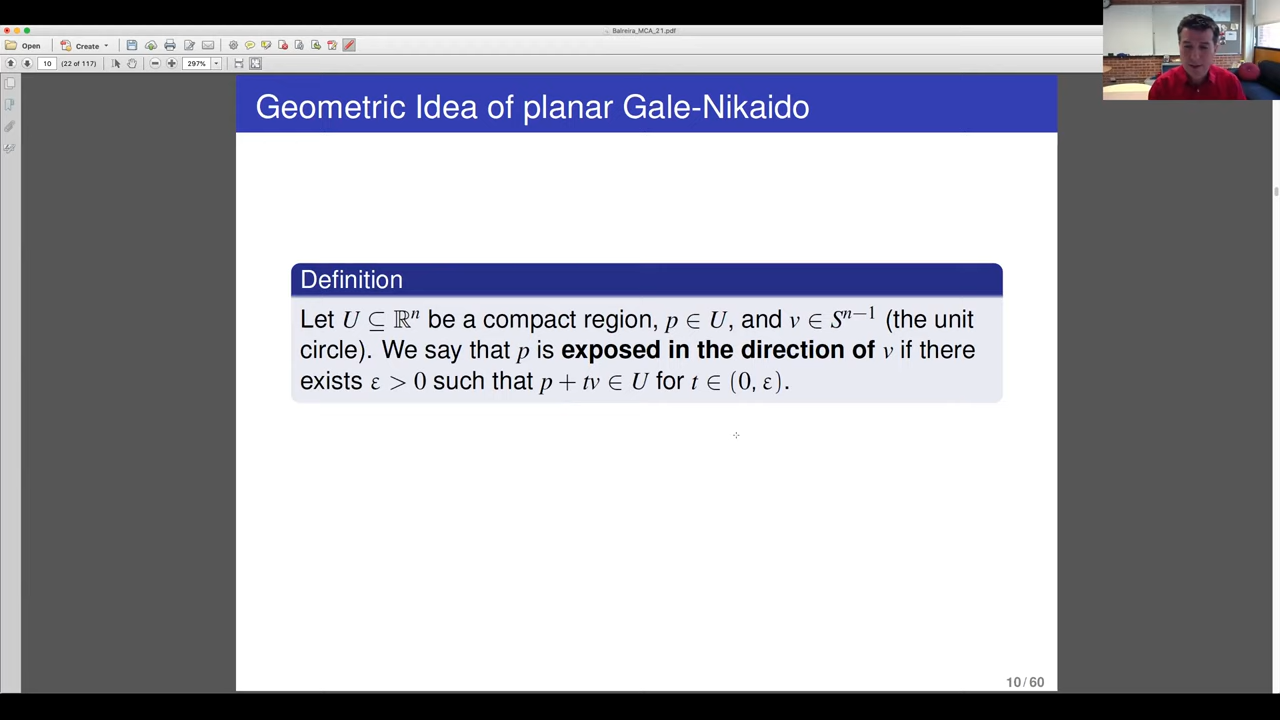 Balreira_MCA_21.pdf
Open
Create
10 (22 of 117) 297%
Geometric Idea of planar Gale-Nikaido
Definition
Let U ⊆ ℝⁿ be a compact region, p ∈ U, and v ∈ Sⁿ⁻¹ (the unit
circle). We say that p is exposed in the direction of v if there
exists ε > 0 such that p + tv ∈ U for t ∈ (0, ε).
10 / 60